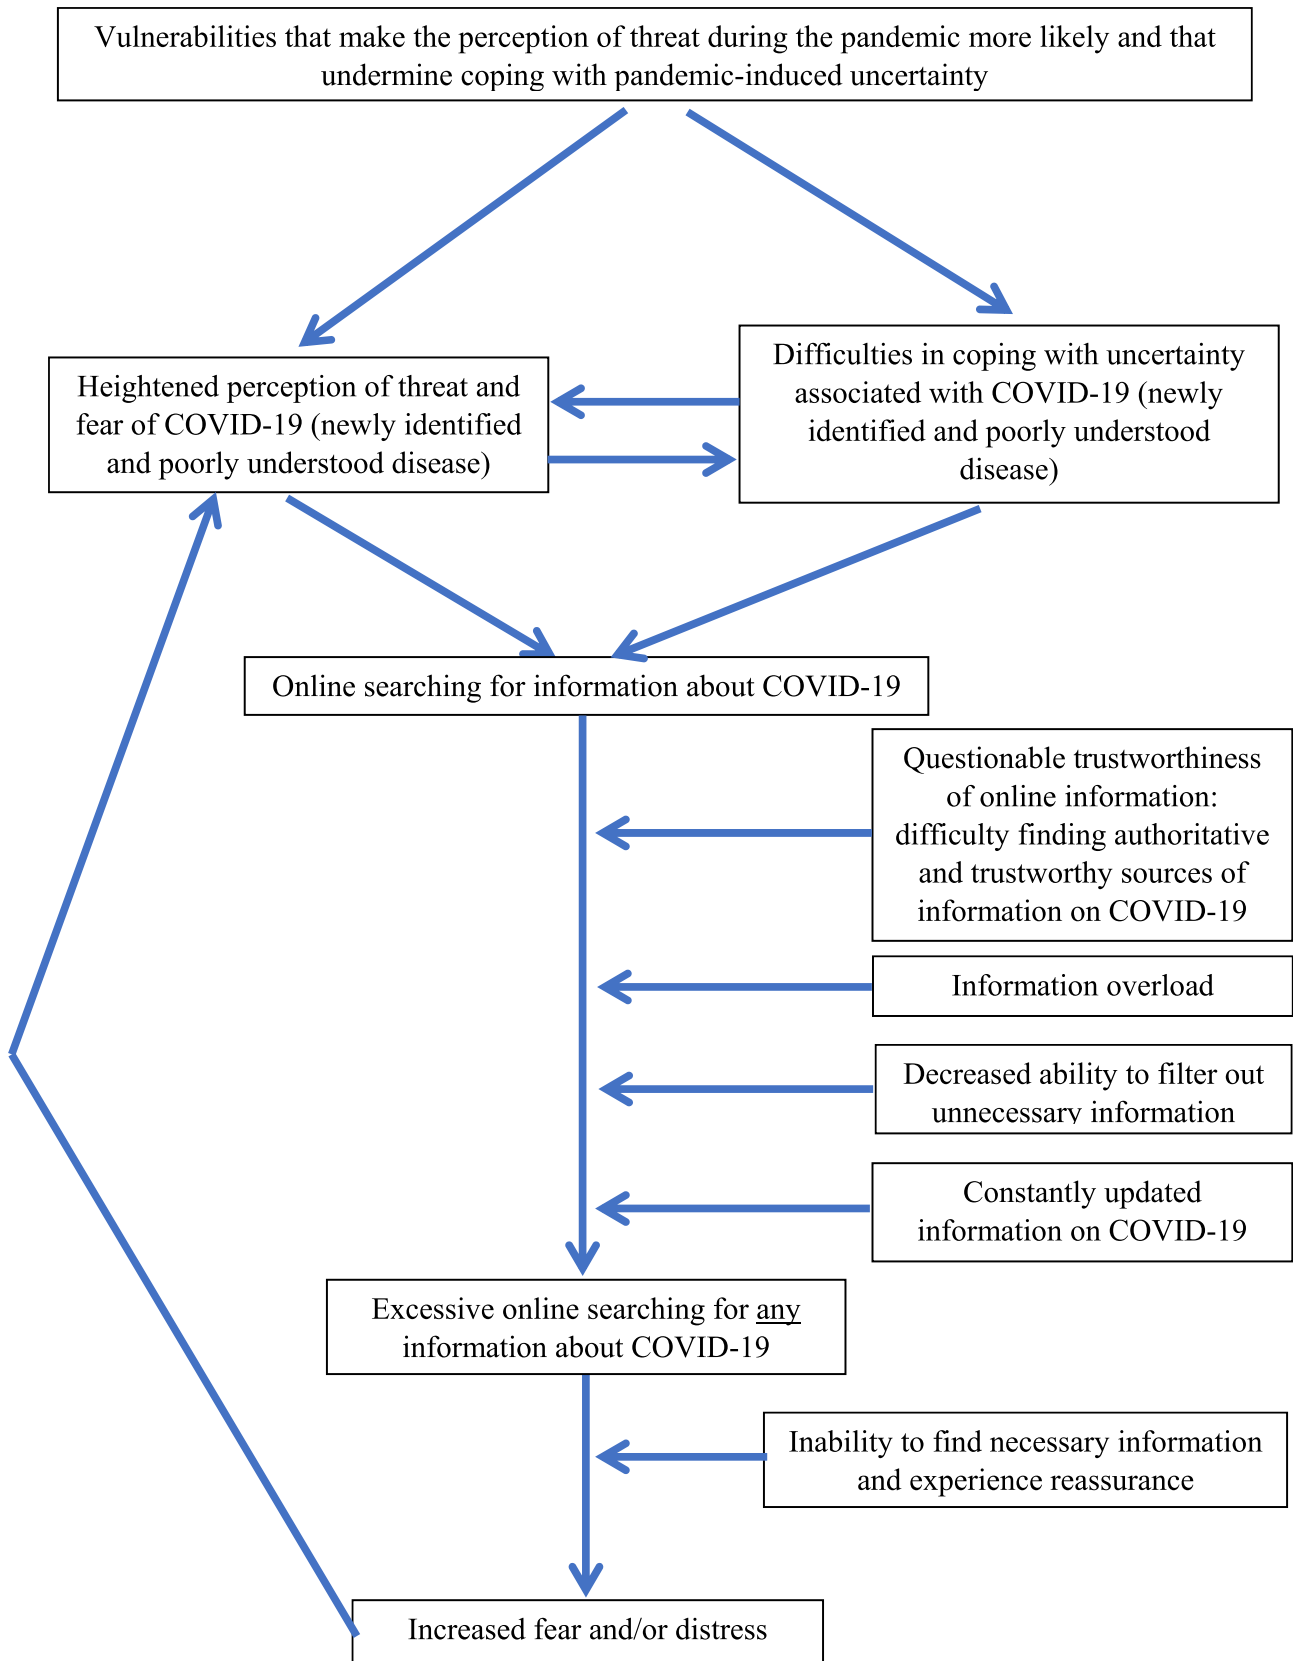 Vulnerabilities that make the perception of threat during the pandemic more likely and that
undermine coping with pandemic-induced uncertainty
Heightened perception of threat and
fear of COVID-19 (newly identified
and poorly understood disease)
Difficulties in coping with uncertainty
associated with COVID-19 (newly
identified and poorly understood
disease)
Online searching for information about COVID-19
Questionable trustworthiness
of online information:
difficulty finding authoritative
and trustworthy sources of
information on COVID-19
Information overload
Decreased ability to filter out
unnecessary information
Constantly updated
information on COVID-19
Excessive online searching for any
information about COVID-19
Inability to find necessary information
and experience reassurance
Increased fear and/or distress